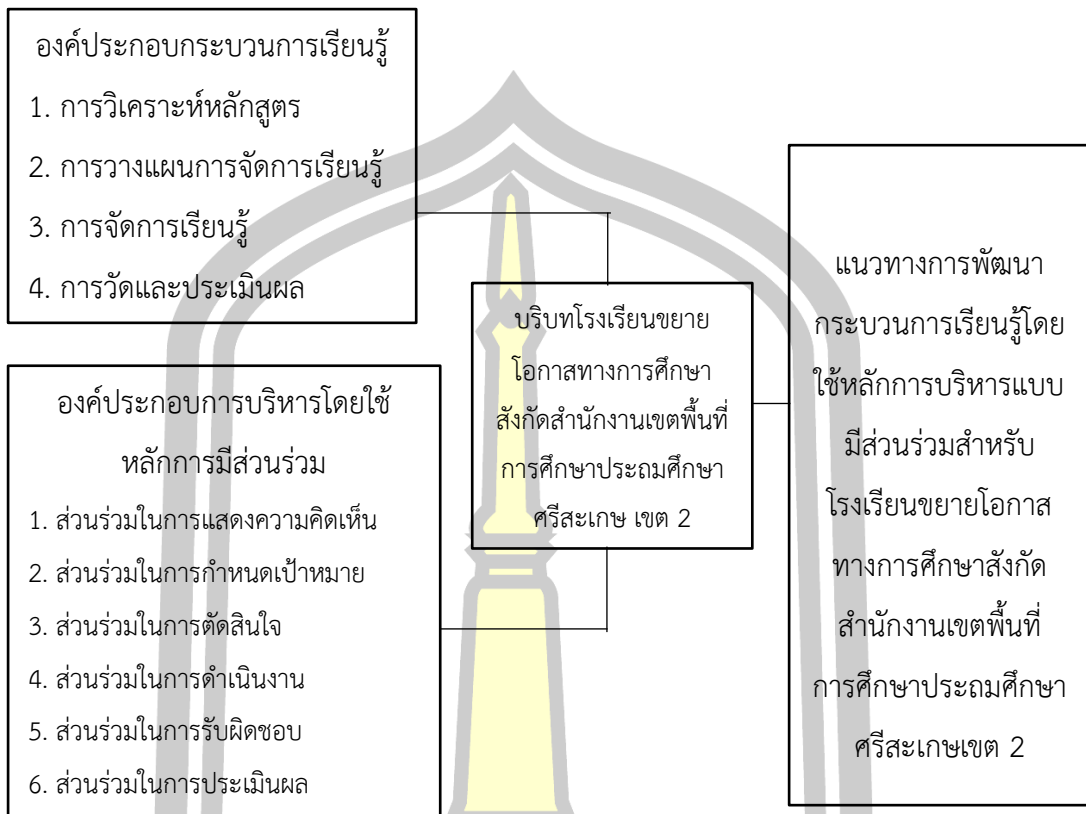 องค์ประกอบกระบวนการเรียนรู้
1. การวิเคราะห์หลักสูตร
2. การวางแผนการจัดการเรียนรู้
3. การจัดการเรียนรู้
4. การวัดและประเมินผล
องค์ประกอบการบริหารโดยใช้
หลักการมีส่วนร่วม
1. ส่วนร่วมในการแสดงความคิดเห็น
2. ส่วนร่วมในการกำหนดเป้าหมาย
3. ส่วนร่วมในการตัดสินใจ
4. ส่วนร่วมในการดำเนินงาน
5. ส่วนร่วมในการรับผิดชอบ
6. ส่วนร่วมในการประเมินผล
บริบทโรงเรียนขยาย
โอกาสทางการศึกษา
สังกัดสำนักงานเขตพื้นที่
การศึกษาประถมศึกษา
ศรีสะเกษ เขต 2
แนวทางการพัฒนา
กระบวนการเรียนรู้โดย
ใช้หลักการบริหารแบบ
มีส่วนร่วมสำหรับ
โรงเรียนขยายโอกาส
ทางการศึกษาสังกัด
สำนักงานเขตพื้นที่
การศึกษาประถมศึกษา
ศรีสะเกษเขต 2